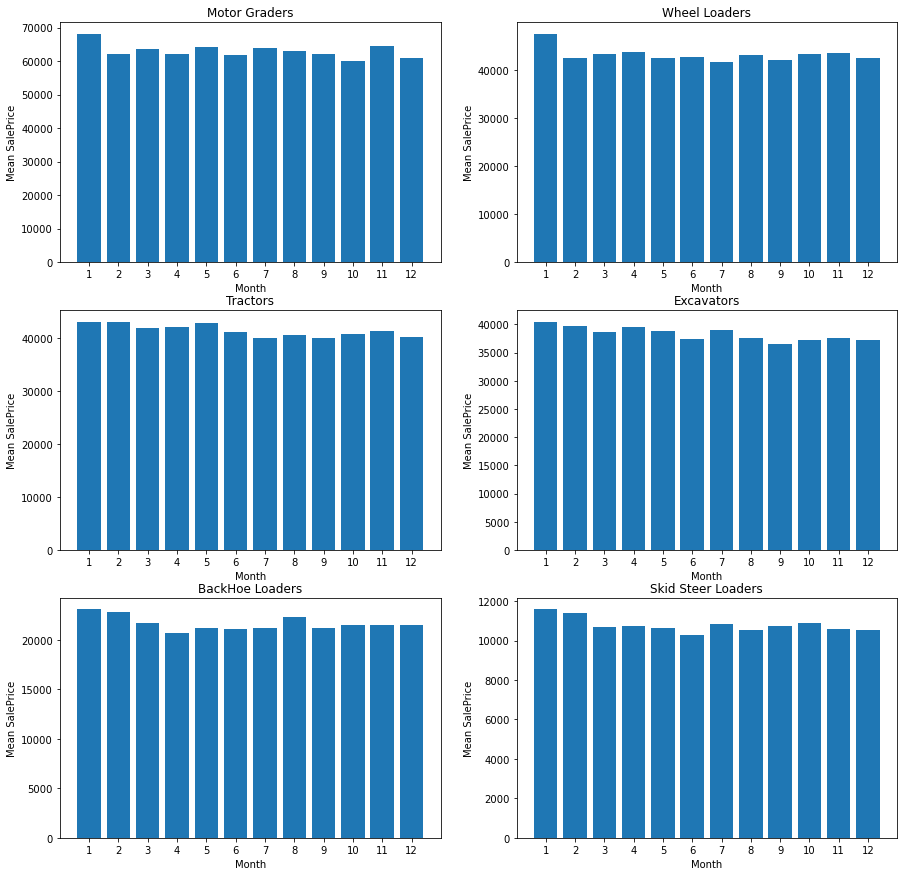 Motor Graders
70000
60000
50000
40000
30000
20000
10000
0
Mean SalePrice
1 2 3 4 5 6 7 8 9 10 11 12
Month
Wheel Loaders
40000
30000
20000
10000
0
Mean SalePrice
1 2 3 4 5 6 7 8 9 10 11 12
Month
Tractors
40000
30000
20000
10000
0
Mean SalePrice
1 2 3 4 5 6 7 8 9 10 11 12
Month
Excavators
40000
35000
30000
25000
20000
15000
10000
5000
0
Mean SalePrice
1 2 3 4 5 6 7 8 9 10 11 12
Month
BackHoe Loaders
20000
15000
10000
5000
0
Mean SalePrice
1 2 3 4 5 6 7 8 9 10 11 12
Month
Skid Steer Loaders
12000
10000
8000
6000
4000
2000
0
Mean SalePrice
1 2 3 4 5 6 7 8 9 10 11 12
Month